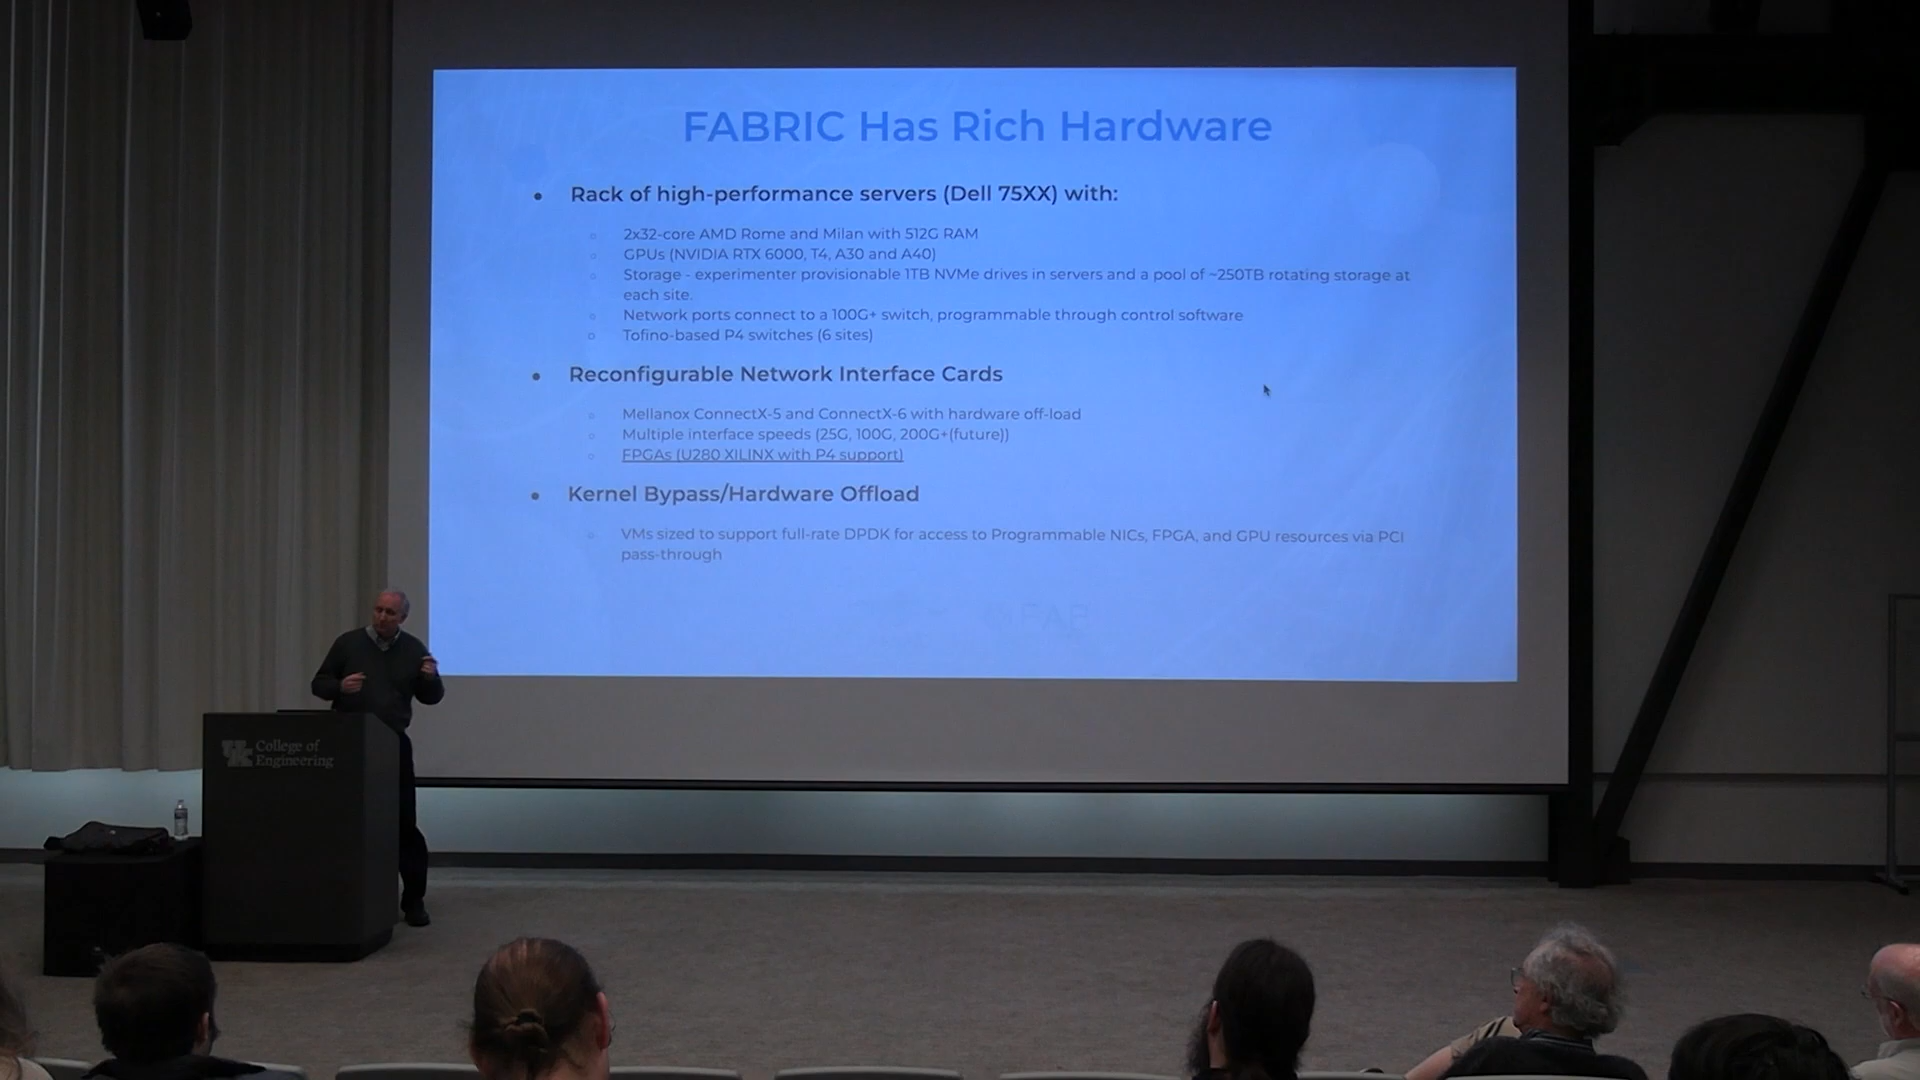 FABRIC Has Rich Hardware
• Rack of high-performance servers (Dell 75XX) with:
○ 2x32-core AMD Rome and Milan with 512G RAM
○ GPUs (NVIDIA RTX 6000, T4, A30 and A40)
○ Storage - experimenter provisionable 1TB NVMe drives in servers and a pool of ~250TB rotating storage at
each site.
○ Network ports connect to a 100G+ switch, programmable through control software
○ Tofino-based P4 switches (6 sites)
• Reconfigurable Network Interface Cards
○ Mellanox ConnectX-5 and ConnectX-6 with hardware off-load
○ Multiple interface speeds (25G, 100G, 200G+(future))
○ FPGAs (U280 XILINX with P4 support)
• Kernel Bypass/Hardware Offload
○ VMs sized to support full-rate DPDK for access to Programmable NICs, FPGA, and GPU resources via PCI
pass-through
UK College of
Engineering